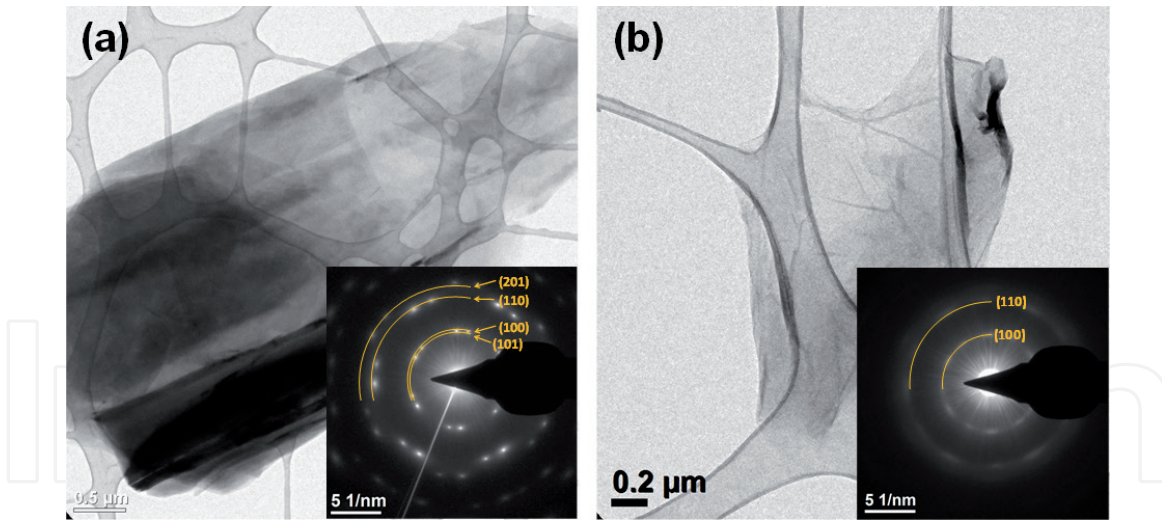 (a)
(201)
(110)
(100)
(101)
0.5 µm
5 1/nm
(b)
(110)
(100)
0.2 µm
5 1/nm